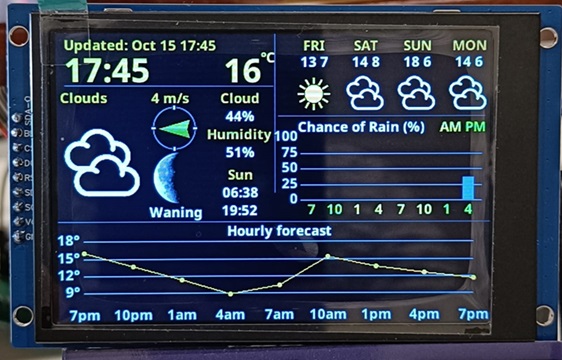 Updated: Oct 15 17:45
17:45 16°C
Clouds
4 m/s
Cloud
44%
Humidity
51%
Sun
06:38
19:52
Waning
FRI SAT SUN MON
13 7 14 8 18 6 14 6
Chance of Rain (%) AM PM
100
75
50
25
0
7 10 1 4 7 10 1 4
Hourly forecast
18°
15°
12°
9°
7pm 10pm 1am 4am 7am 10am 1pm 4pm 7pm